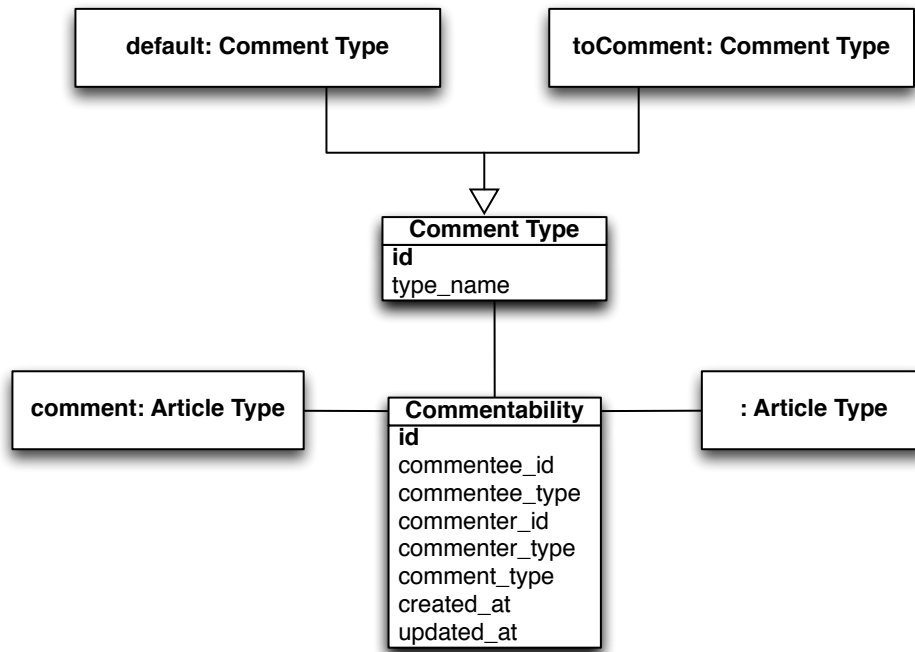 default: Comment Type
toComment: Comment Type
Comment Type
id
type_name
comment: Article Type
Commentability
id
commentee_id
commentee_type
commenter_id
commenter_type
comment_type
created_at
updated_at
: Article Type